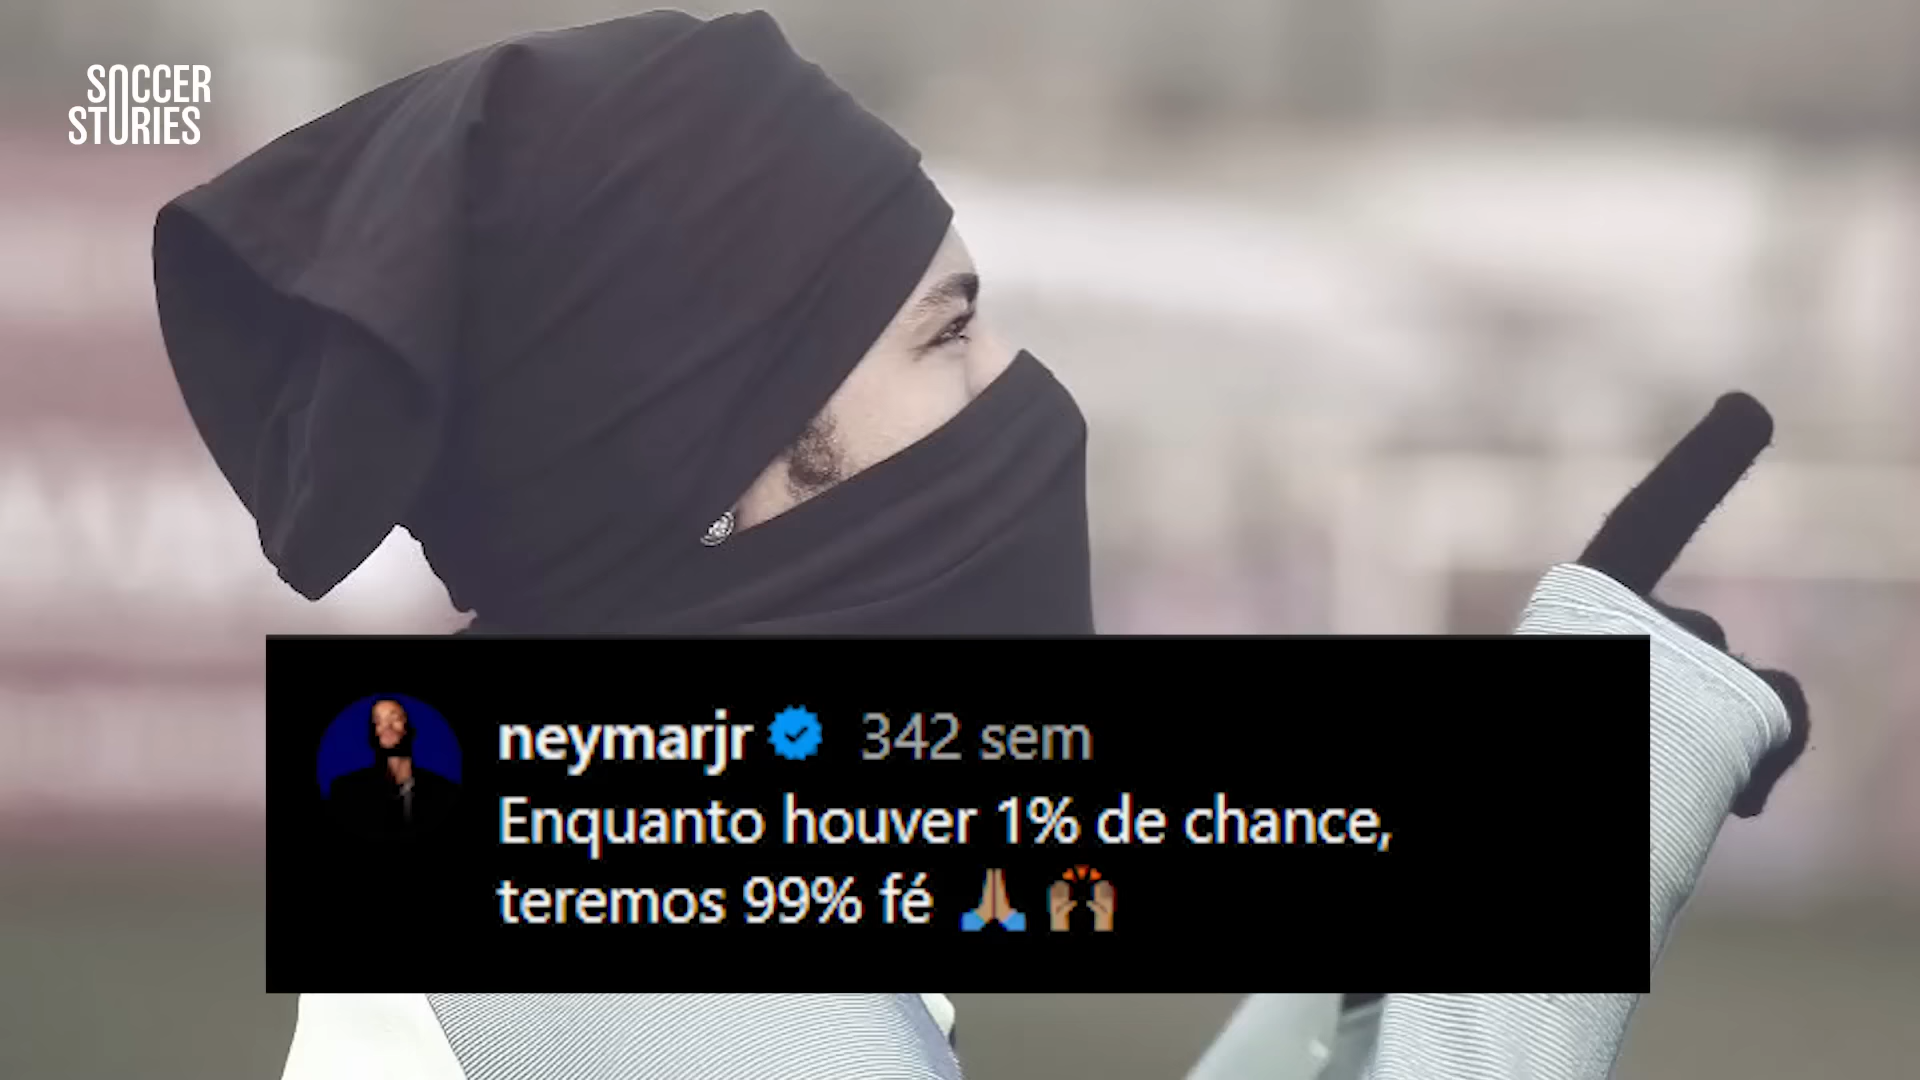 SOCCER
STORIES
neymarjr 342 sem
Enquanto houver 1% de chance,
teremos 99% fé 🙏🏽 🙌🏽